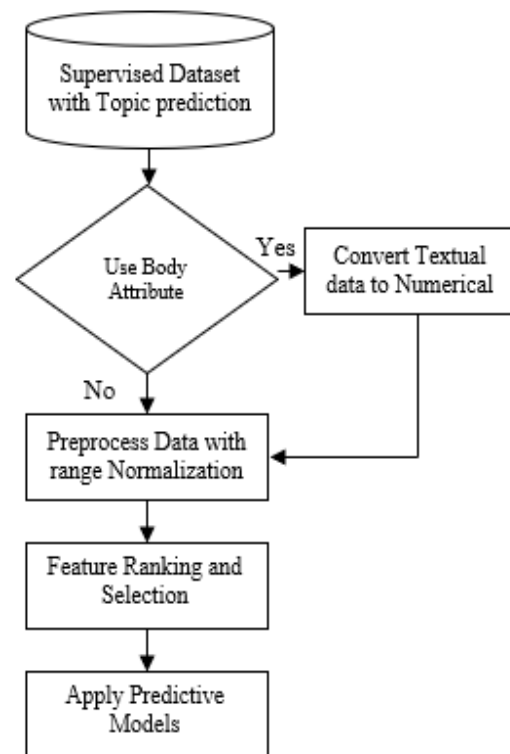 Supervised Dataset
with Topic prediction
Use Body
Attribute
Yes
Convert Textual
data to Numerical
No
Preprocess Data with
range Normalization
Feature Ranking and
Selection
Apply Predictive
Models